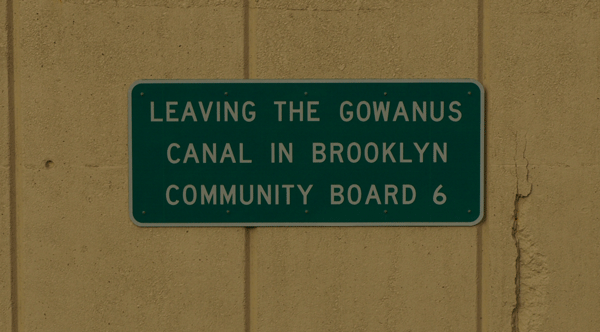 LEAVING THE GOWANUS
CANAL IN BROOKLYN
COMMUNITY BOARD 6